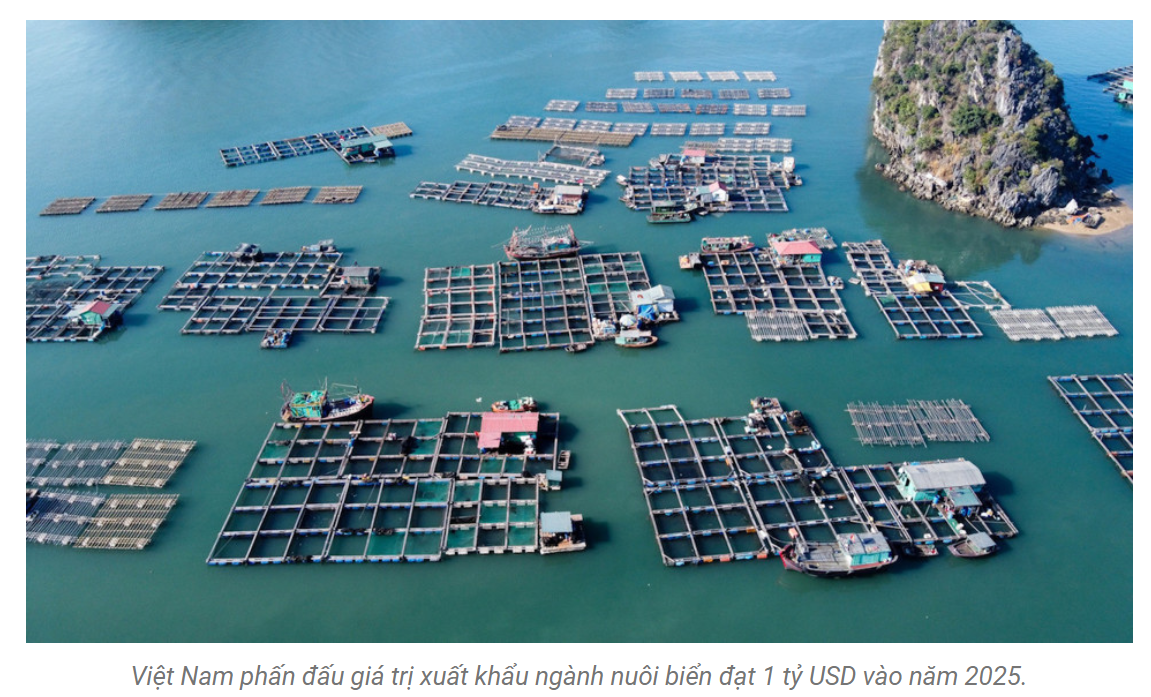 Việt Nam phấn đấu giá trị xuất khẩu ngành nuôi biển đạt 1 tỷ USD vào năm 2025.